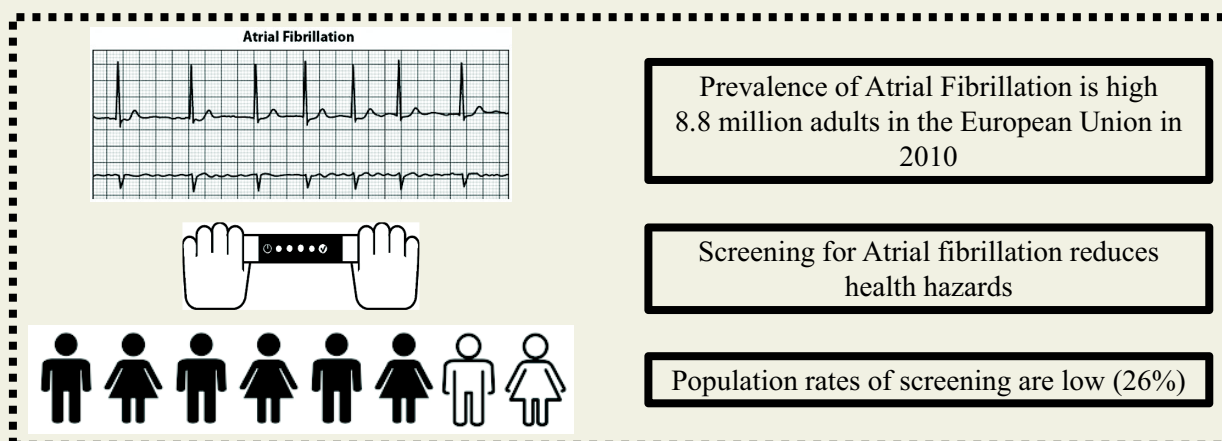 Atrial Fibrillation
Prevalence of Atrial Fibrillation is high
8.8 million adults in the European Union in
2010
Screening for Atrial fibrillation reduces
health hazards
Population rates of screening are low (26%)